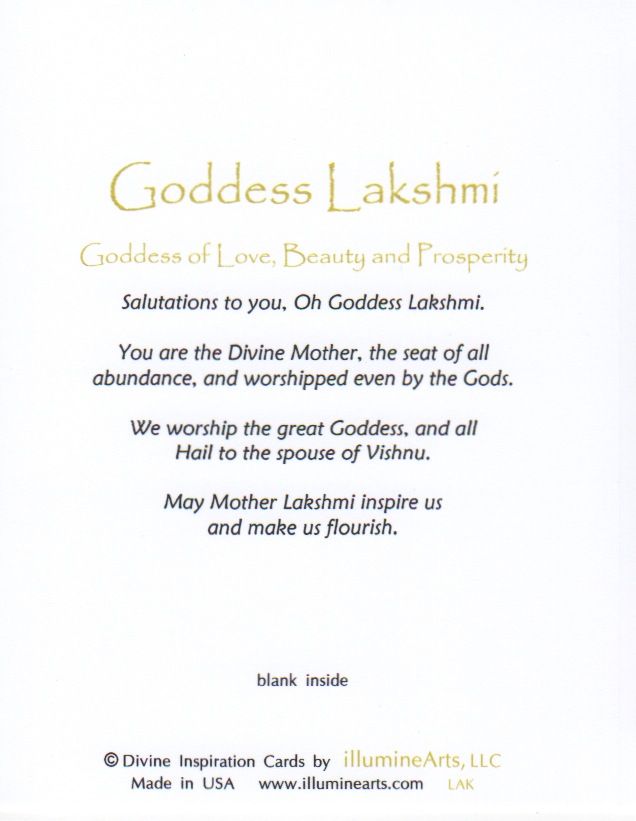 Goddess Lakshmi
Goddess of Love, Beauty and Prosperity
Salutations to you, Oh Goddess Lakshmi.
You are the Divine Mother, the seat of all
abundance, and worshipped even by the Gods.
We worship the great Goddess, and all
Hail to the spouse of Vishnu.
May Mother Lakshmi inspire us
and make us flourish.
blank inside
© Divine Inspiration Cards by illumineArts, LLC
Made in USA www.illuminearts.com LAK